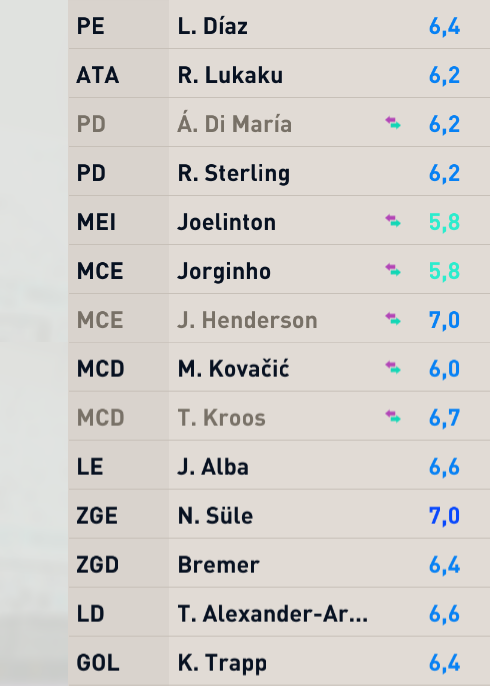 PE L. Díaz 6,4
ATA R. Lukaku 6,2
PD Á. Di María 6,2
PD R. Sterling 6,2
MEI Joelinton 5,8
MCE Jorginho 5,8
MCE J. Henderson 7,0
MCD M. Kovačić 6,0
MCD T. Kroos 6,7
LE J. Alba 6,6
ZGE N. Süle 7,0
ZGD Bremer 6,4
LD T. Alexander-Ar... 6,6
GOL K. Trapp 6,4